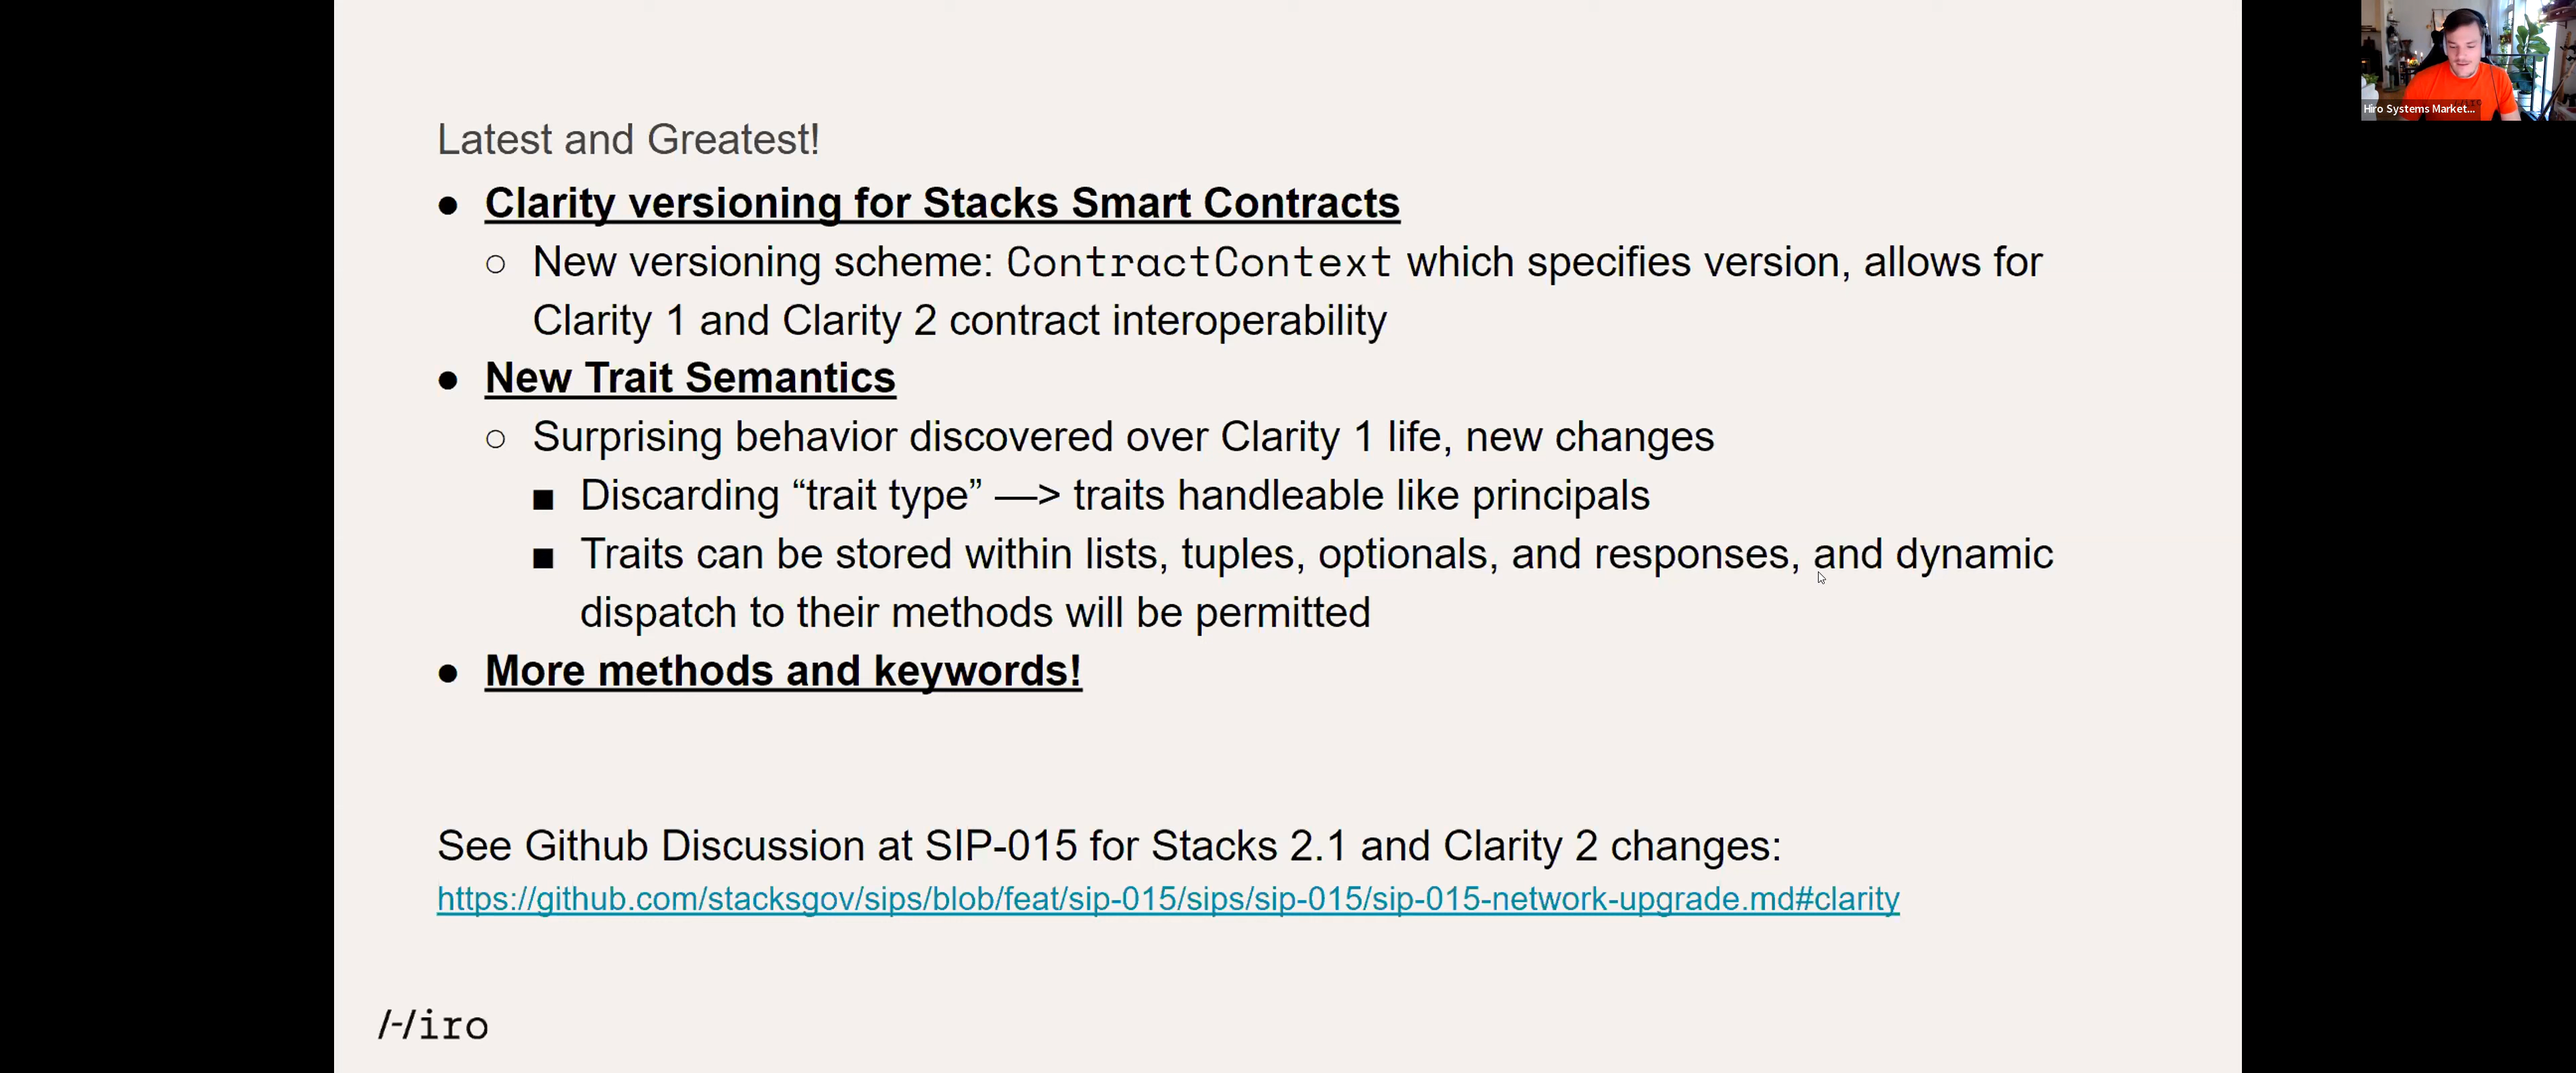 Latest and Greatest!
● Clarity versioning for Stacks Smart Contracts
○ New versioning scheme: ContractContext which specifies version, allows for
Clarity 1 and Clarity 2 contract interoperability
● New Trait Semantics
○ Surprising behavior discovered over Clarity 1 life, new changes
■ Discarding “trait type” —> traits handleable like principals
■ Traits can be stored within lists, tuples, optionals, and responses, and dynamic
dispatch to their methods will be permitted
● More methods and keywords!
See Github Discussion at SIP-015 for Stacks 2.1 and Clarity 2 changes:
https://github.com/stacksgov/sips/blob/feat/sip-015/sips/sip-015/sip-015-network-upgrade.md#clarity
/-/iro
Hiro Systems Market...